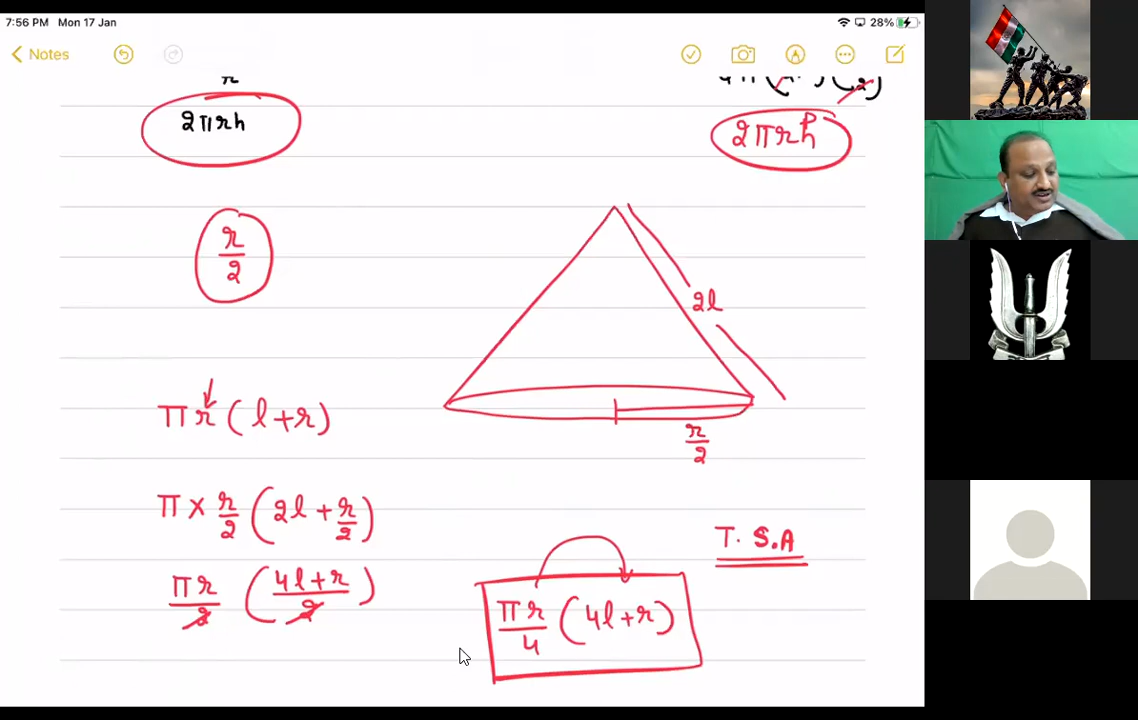 7:56 PM Mon 17 Jan 28%
Notes
r
2πrh
2πrh
r/2
2l
πr(l+r)
r/2
π × r/2 (2l + r/2)
T.S.A
πr/2 (4l+r/2)
πr/4 (4l+r)